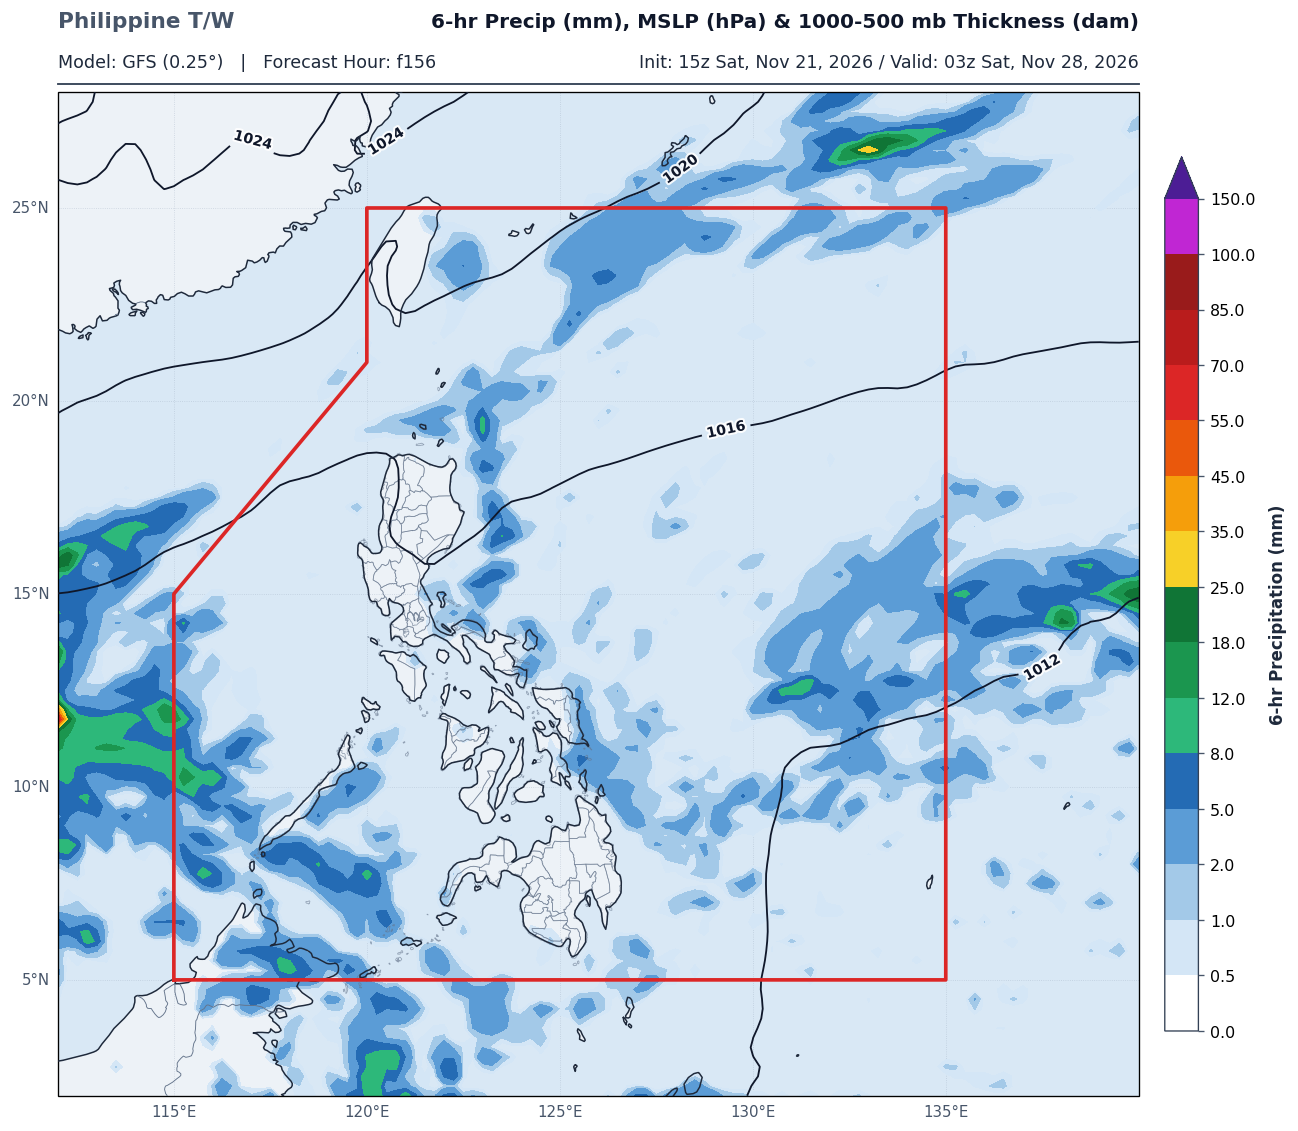 Philippine T/W
6-hr Precip (mm), MSLP (hPa) & 1000-500 mb Thickness (dam)
Model: GFS (0.25°) | Forecast Hour: f156
Init: 15z Sat, Nov 21, 2026 / Valid: 03z Sat, Nov 28, 2026
1024
1024
1020
1016
1012
25°N
20°N
15°N
10°N
5°N
115°E
120°E
125°E
130°E
135°E
150.0
100.0
85.0
70.0
55.0
45.0
35.0
25.0
18.0
12.0
8.0
5.0
2.0
1.0
0.5
0.0
6-hr Precipitation (mm)